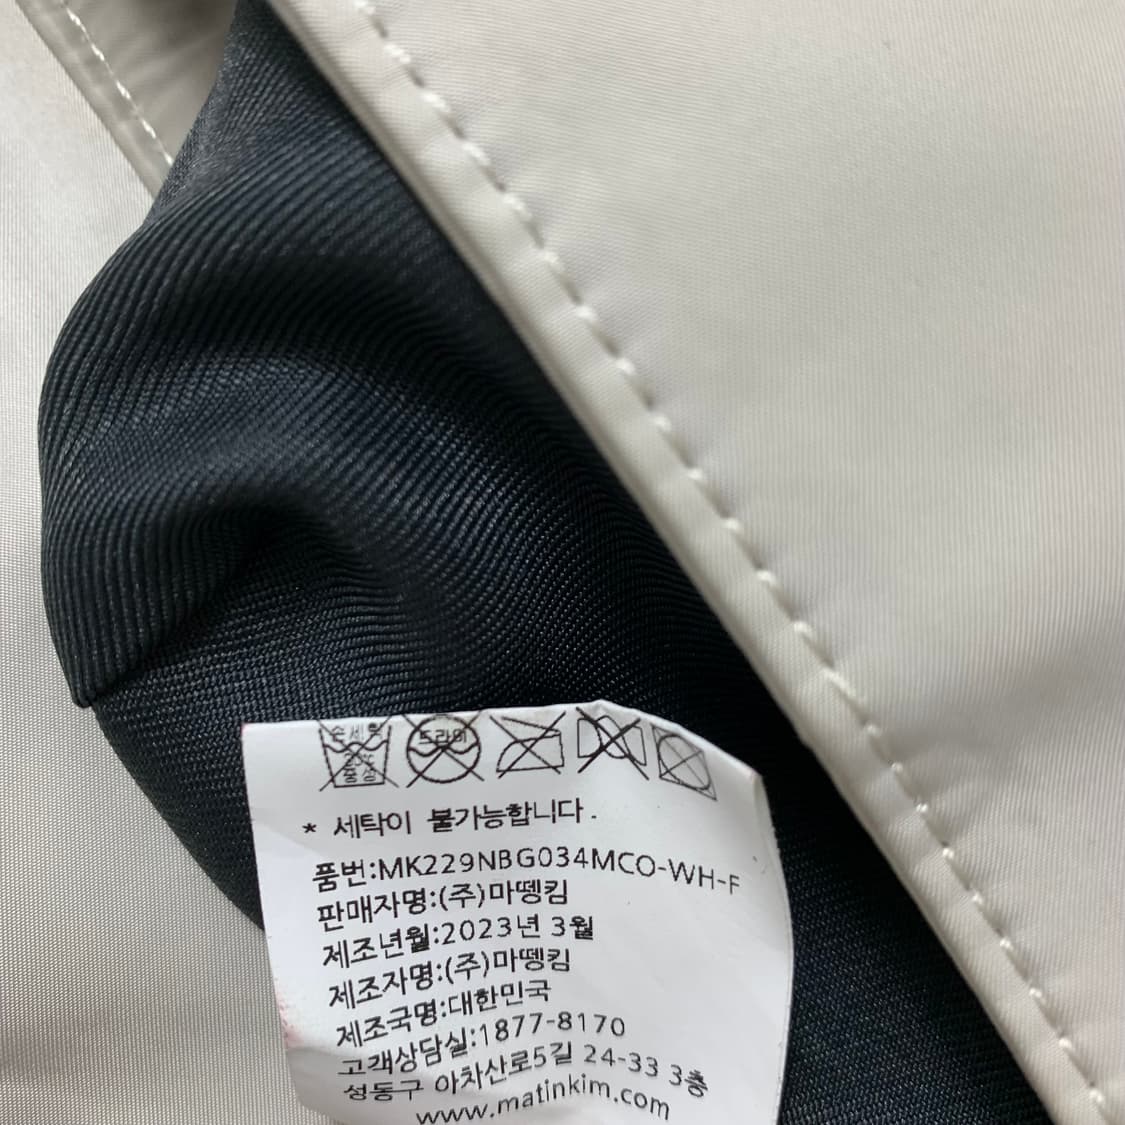 손세탁
30℃
중성
드라이
* 세탁이 불가능합니다.
품번:MK229NBG034MCO-WH-F
판매자명:(주)마뗑킴
제조년월:2023년 3월
제조자명:(주)마뗑킴
제조국명:대한민국
고객상담실:1877-8170
성동구 아차산로5길 24-33 3층
www.matinkim.com